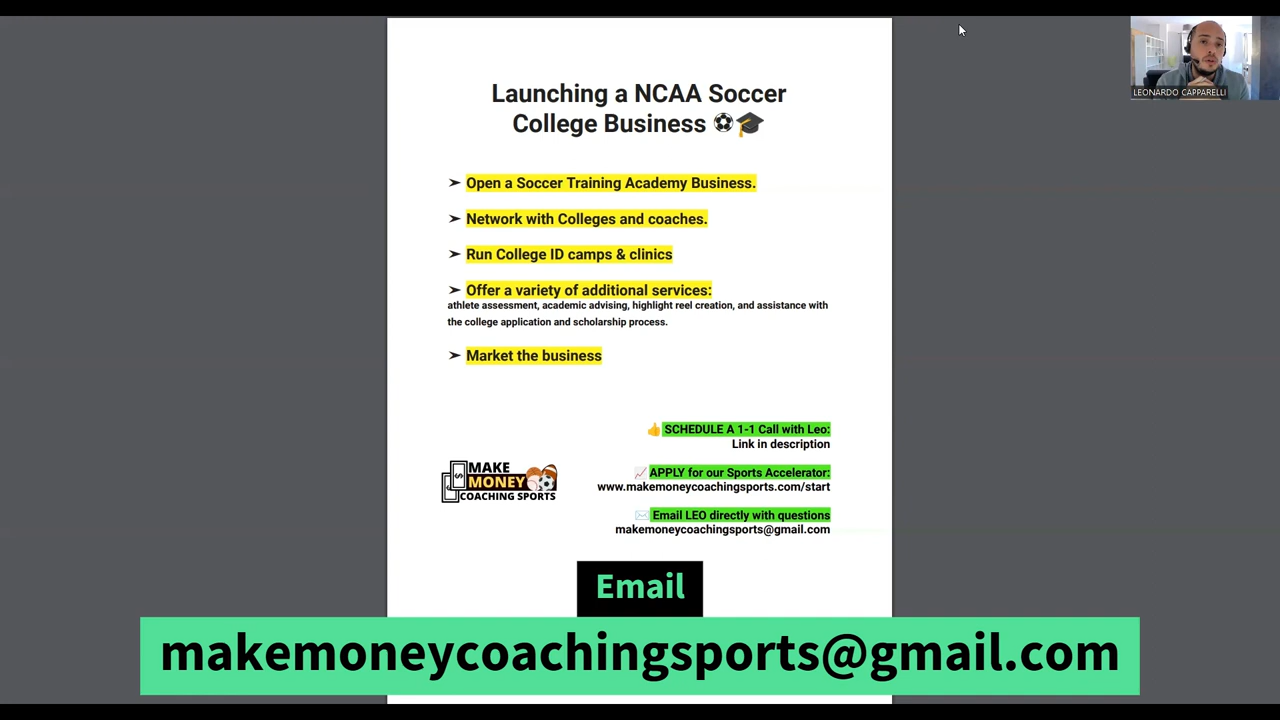 Launching a NCAA Soccer
College Business ⚽🎓
➢ Open a Soccer Training Academy Business.
➢ Network with Colleges and coaches.
➢ Run College ID camps & clinics
➢ Offer a variety of additional services:
athlete assessment, academic advising, highlight reel creation, and assistance with
the college application and scholarship process.
➢ Market the business
👍 SCHEDULE A 1-1 Call with Leo:
Link in description
📈 APPLY for our Sports Accelerator:
www.makemoneycoachingsports.com/start
✉️ Email LEO directly with questions
makemoneycoachingsports@gmail.com
MAKE
MONEY
COACHING SPORTS
Email
makemoneycoachingsports@gmail.com
LEONARDO CAPPARELLI